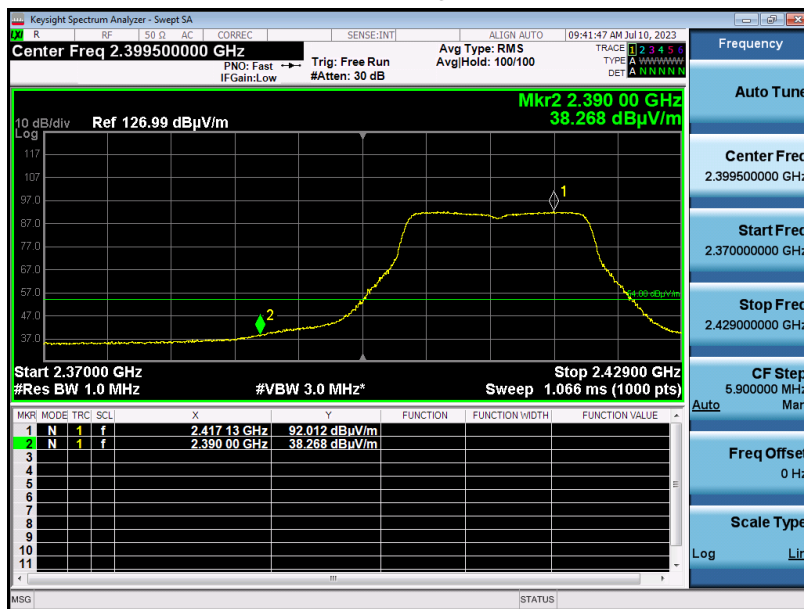 Keysight Spectrum Analyzer - Swept SA
LXI R RF 50 Ω AC CORREC SENSE:INT ALIGN AUTO 09:41:47 AM Jul 10, 2023
Center Freq 2.399500000 GHz
PNO: Fast
IFGain:Low
Trig: Free Run
#Atten: 30 dB
Avg Type: RMS
Avg|Hold: 100/100
TRACE 1 2 3 4 5 6
TYPE A WWWWW
DET A N N N N N
Frequency
Mkr2 2.390 00 GHz
38.268 dBµV/m
10 dB/div Ref 126.99 dBµV/m
Log
117
107
97.0
87.0
77.0
67.0
57.0
47.0
37.0
1
2
54.00 dBµV/m
Start 2.37000 GHz Stop 2.42900 GHz
#Res BW 1.0 MHz #VBW 3.0 MHz* Sweep 1.066 ms (1000 pts)
MKR MODE TRC SCL X Y FUNCTION FUNCTION WIDTH FUNCTION VALUE
1 N 1 f 2.417 13 GHz 92.012 dBµV/m
2 N 1 f 2.390 00 GHz 38.268 dBµV/m
3
4
5
6
7
8
9
10
11
MSG STATUS
Auto Tune
Center Freq
2.399500000 GHz
Start Freq
2.370000000 GHz
Stop Freq
2.429000000 GHz
CF Step
5.900000 MHz
Auto Man
Freq Offset
0 Hz
Scale Type
Log Lin